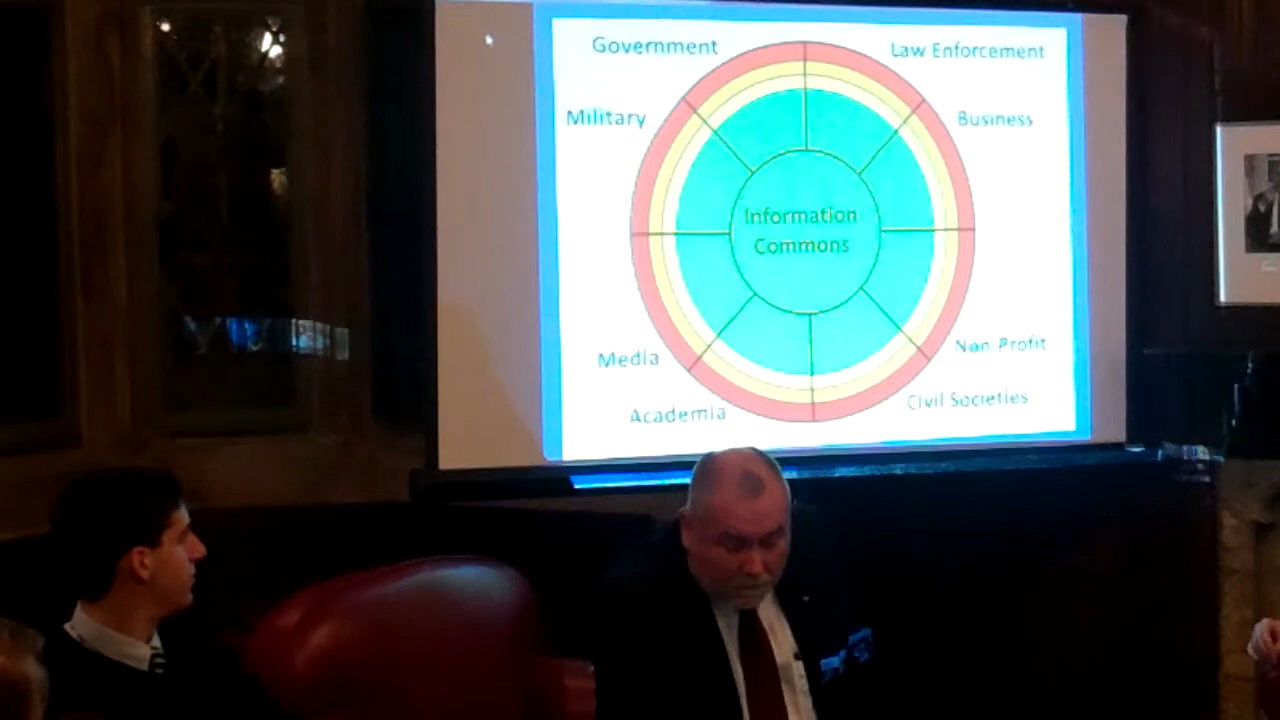 Government
Law Enforcement
Military
Business
Information
Commons
Media
Non-Profit
Academia
Civil Societies